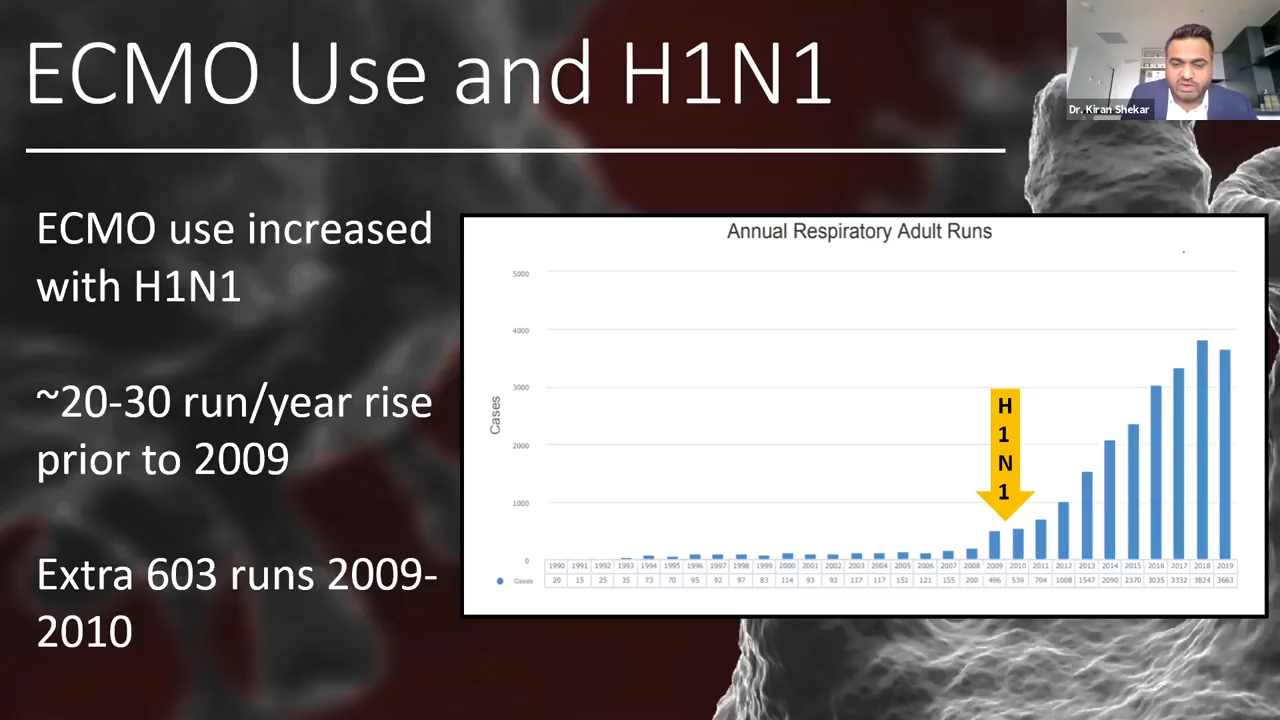 ECMO Use and H1N1
Dr. Kiran Shekar
ECMO use increased
with H1N1
~20-30 run/year rise
prior to 2009
Extra 603 runs 2009-
2010
Annual Respiratory Adult Runs
Cases
5000
4000
3000
2000
1000
0
H
1
N
1
1990 1991 1992 1993 1994 1995 1996 1997 1998 1999 2000 2001 2002 2003 2004 2005 2006 2007 2008 2009 2010 2011 2012 2013 2014 2015 2016 2017 2018 2019
Cases 20 15 25 35 73 70 95 92 97 83 114 93 93 117 117 151 121 155 200 496 539 704 1008 1547 2090 2370 3035 3332 3824 3663